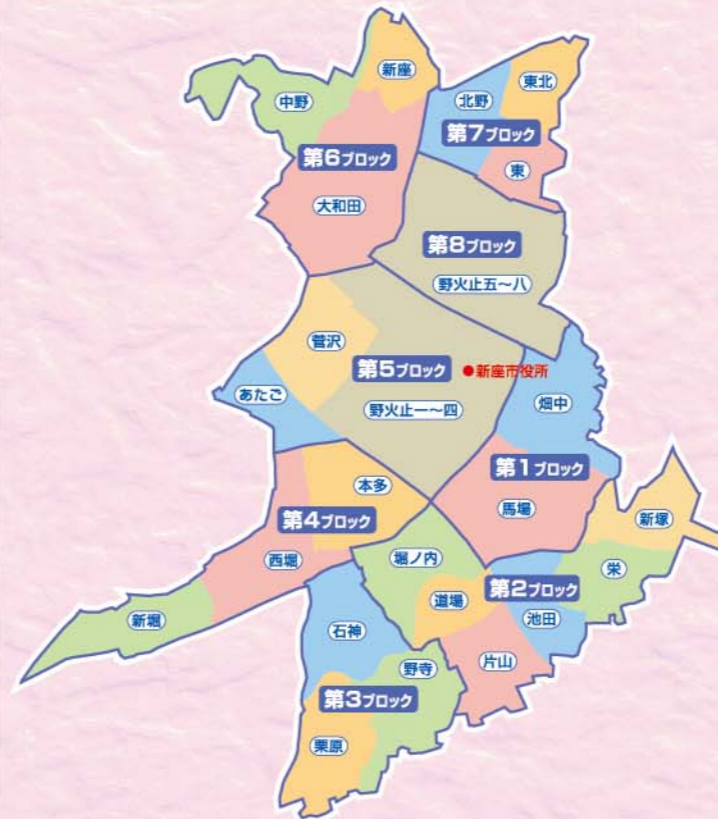 新座
中野
東北
北野
第7ブロック
第6ブロック
東
大和田
第8ブロック
野火止五〜八
菅沢
第5ブロック
●新座市役所
あたご
畑中
野火止一〜四
第1ブロック
本多
馬場
第4ブロック
新塚
西堀
堀ノ内
栄
第2ブロック
道場
池田
新堀
石神
片山
野寺
第3ブロック
栗原